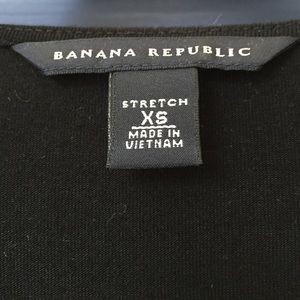 BANANA REPUBLIC
STRETCH
XS
MADE IN
VIETNAM